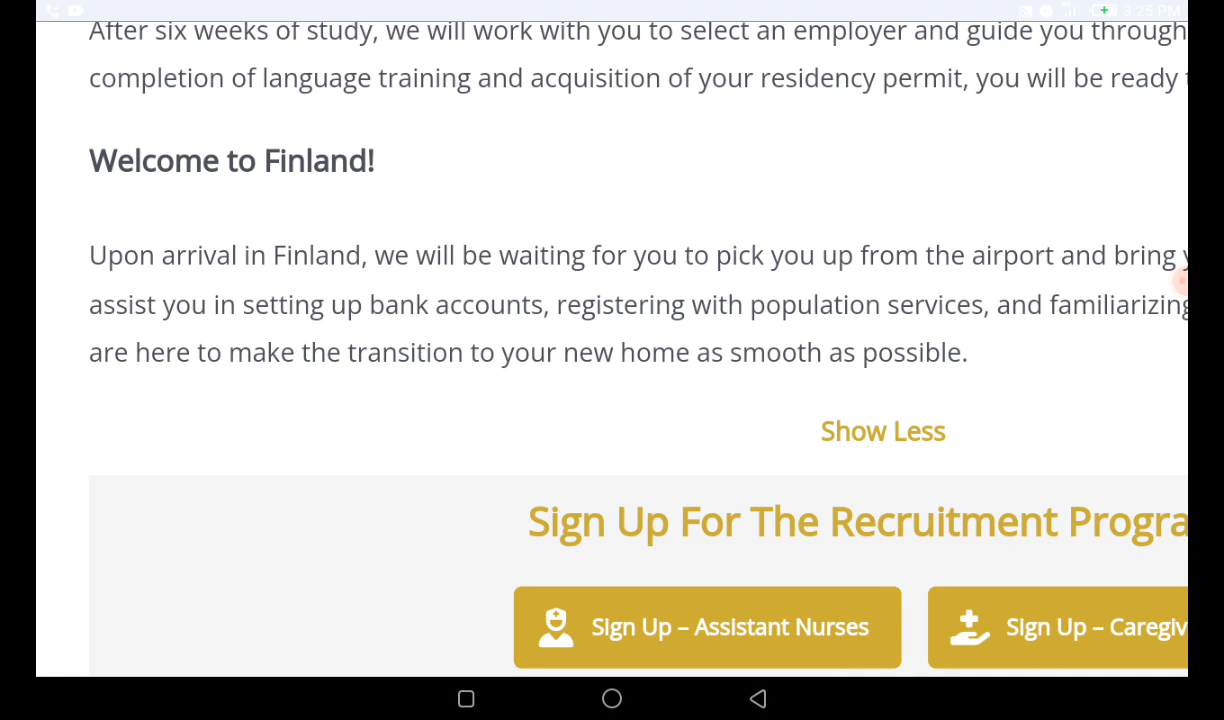 3:25 PM
After six weeks of study, we will work with you to select an employer and guide you through
completion of language training and acquisition of your residency permit, you will be ready
Welcome to Finland!
Upon arrival in Finland, we will be waiting for you to pick you up from the airport and bring
assist you in setting up bank accounts, registering with population services, and familiarizing
are here to make the transition to your new home as smooth as possible.
Show Less
Sign Up For The Recruitment Progra
Sign Up – Assistant Nurses
Sign Up – Caregiv